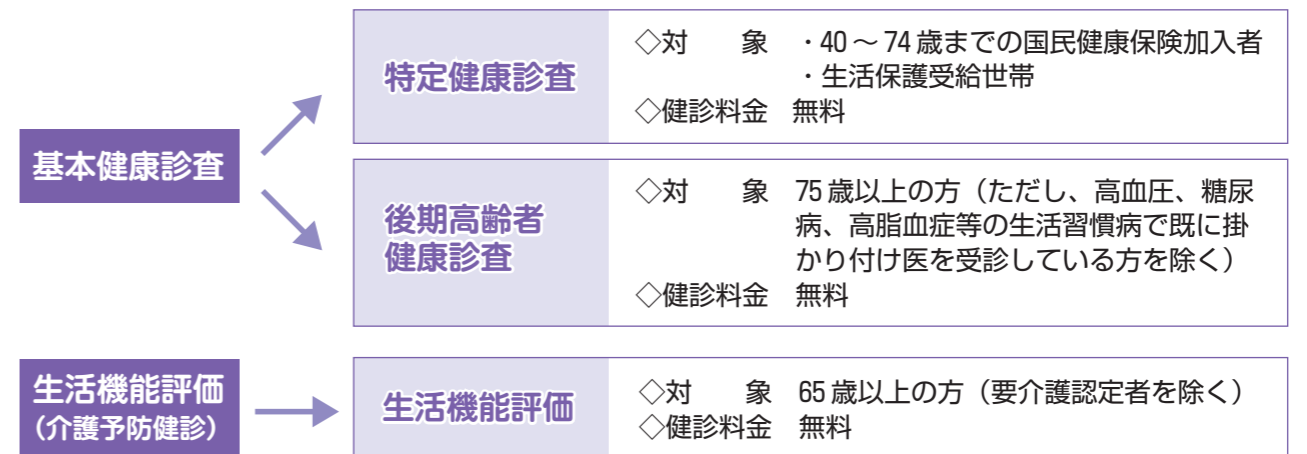 基本健康診査
特定健康診査
◇対　　象　・40～74歳までの国民健康保険加入者
・生活保護受給世帯
◇健診料金　無料
後期高齢者
健康診査
◇対　　象　75歳以上の方（ただし、高血圧、糖尿
病、高脂血症等の生活習慣病で既に掛
かり付け医を受診している方を除く）
◇健診料金　無料
生活機能評価
（介護予防健診）
生活機能評価
◇対　　象　65歳以上の方（要介護認定者を除く）
◇健診料金　無料